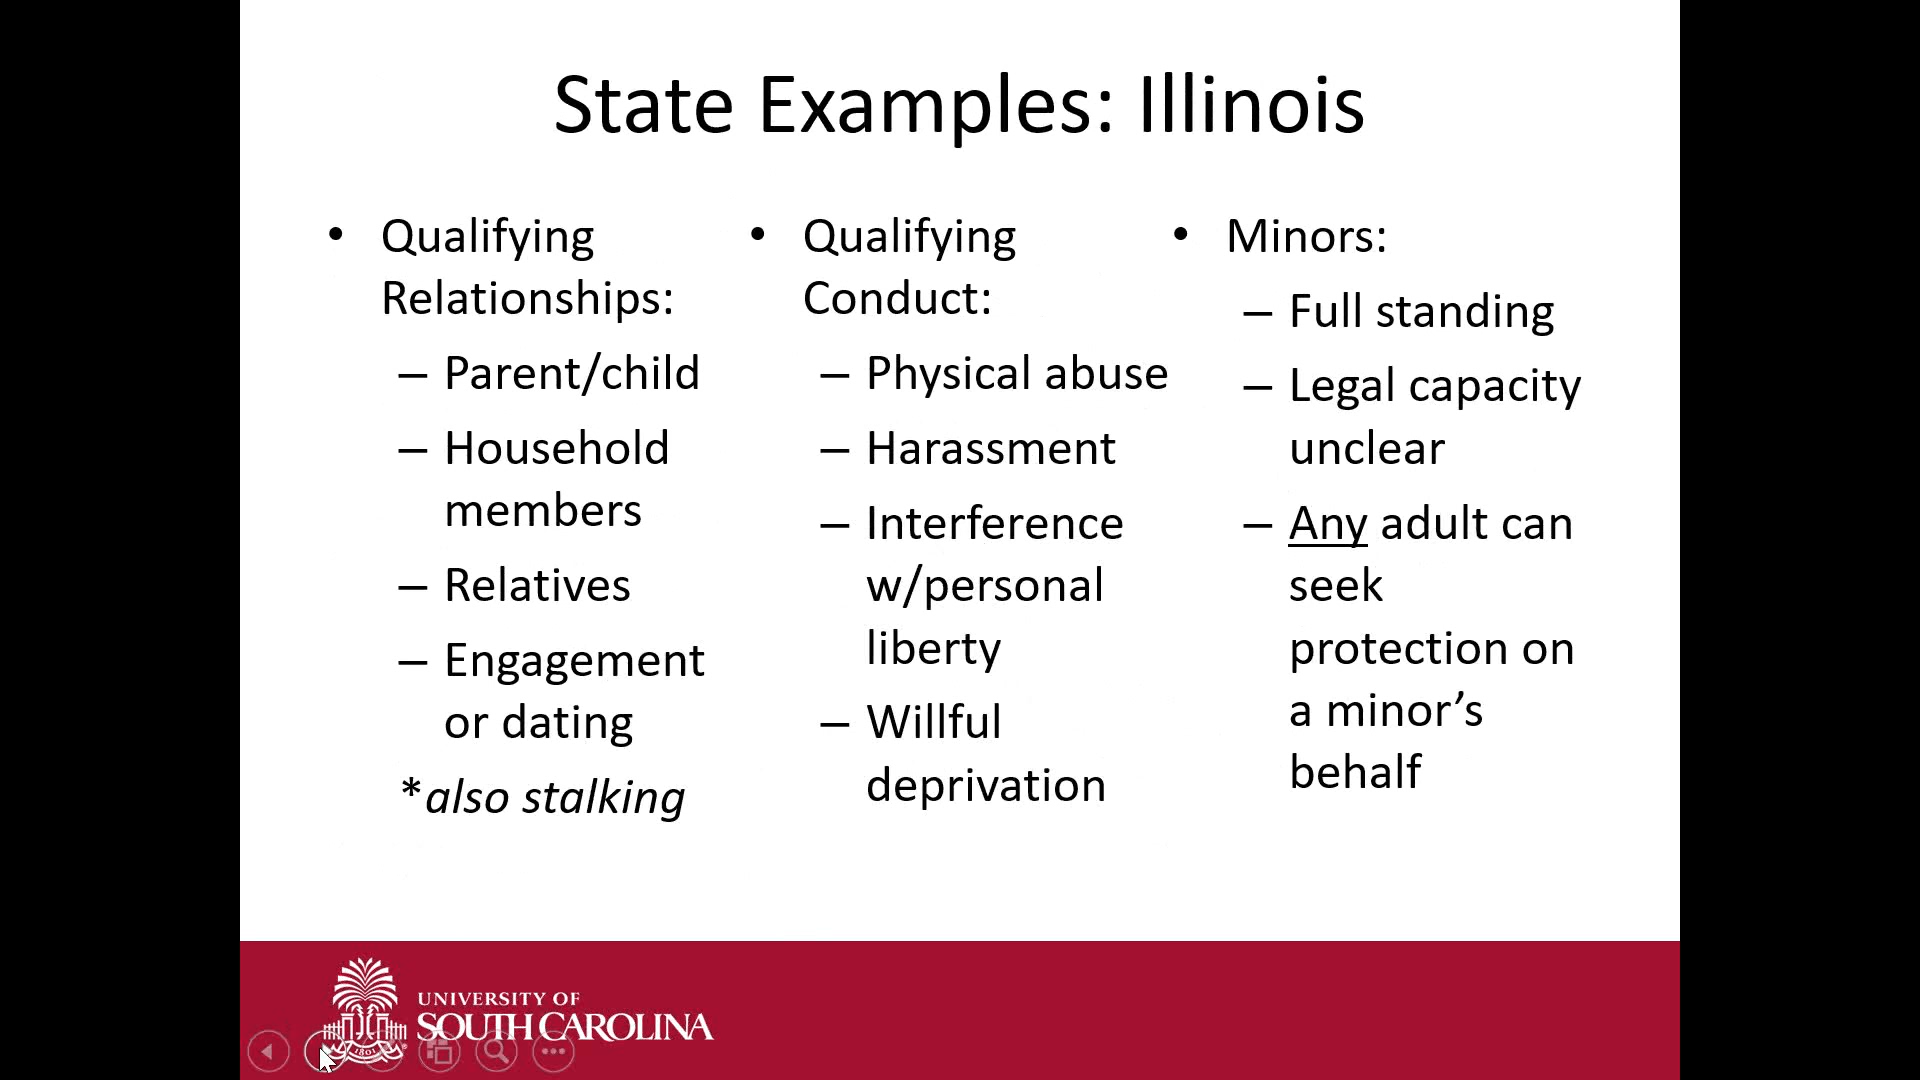 State Examples: Illinois
• Qualifying
Relationships:
– Parent/child
– Household
members
– Relatives
– Engagement
or dating
*also stalking
• Qualifying
Conduct:
– Physical abuse
– Harassment
– Interference
w/personal
liberty
– Willful
deprivation
• Minors:
– Full standing
– Legal capacity
unclear
– Any adult can
seek
protection on
a minor’s
behalf
UNIVERSITY OF
SOUTH CAROLINA
1801